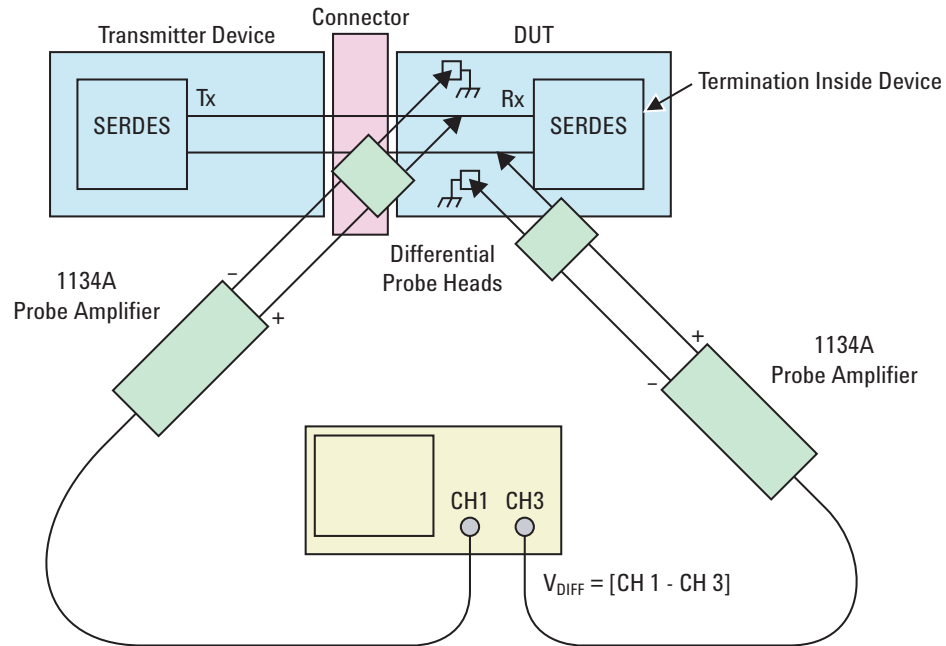 Connector
Transmitter Device
DUT
Termination Inside Device
Tx
Rx
SERDES
SERDES
Differential
Probe Heads
1134A
Probe Amplifier
−
+
1134A
Probe Amplifier
+
−
CH1
CH3
V_DIFF = [CH 1 - CH 3]